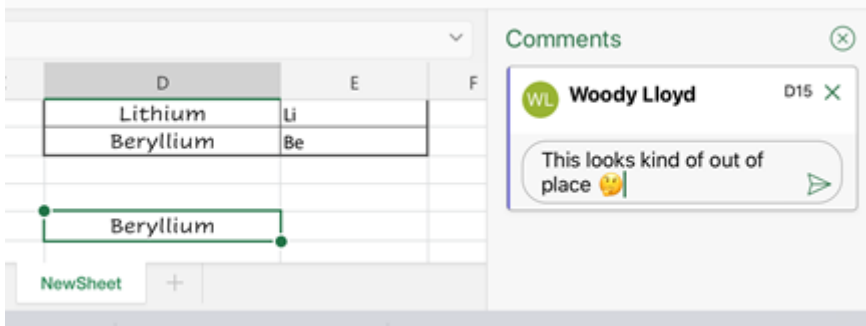 Comments
D E F
WL Woody Lloyd D15
Lithium Li
Beryllium Be
This looks kind of out of
place 🤔
Beryllium
NewSheet